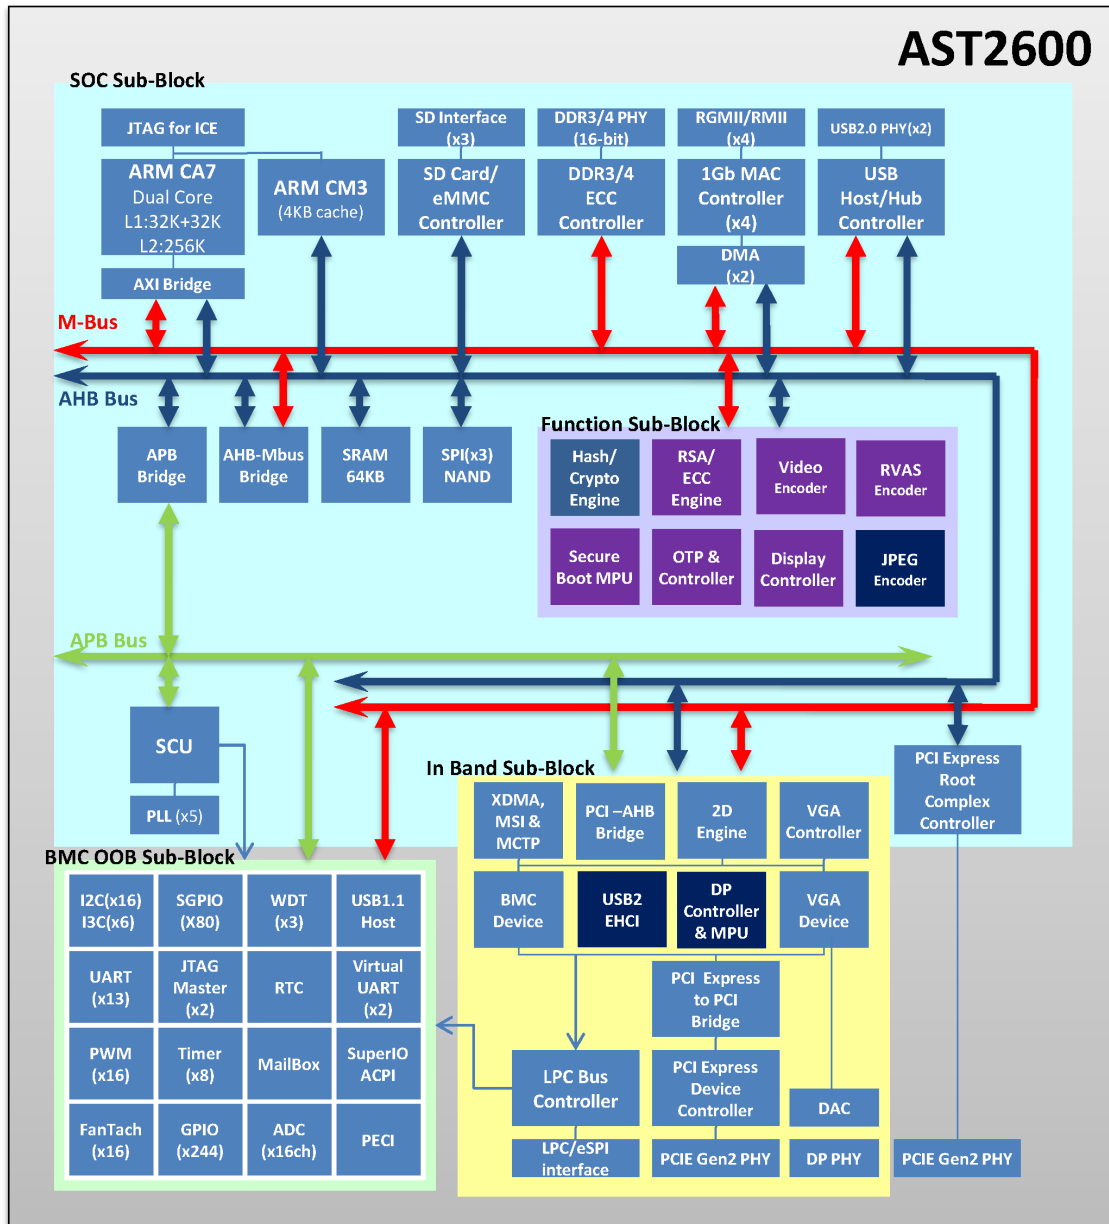 AST2600
SOC Sub-Block
JTAG for ICE
SD Interface
(x3)
DDR3/4 PHY
(16-bit)
RGMII/RMII
(x4)
USB2.0 PHY(x2)
ARM CA7
Dual Core
L1:32K+32K
L2:256K
ARM CM3
(4KB cache)
SD Card/
eMMC
Controller
DDR3/4
ECC
Controller
1Gb MAC
Controller
(x4)
USB
Host/Hub
Controller
AXI Bridge
DMA
(x2)
M-Bus
AHB Bus
APB
Bridge
AHB-Mbus
Bridge
SRAM
64KB
SPI(x3)
NAND
Function Sub-Block
Hash/
Crypto
Engine
RSA/
ECC
Engine
Video
Encoder
RVAS
Encoder
Secure
Boot MPU
OTP &
Controller
Display
Controller
JPEG
Encoder
APB Bus
SCU
PLL (x5)
In Band Sub-Block
XDMA,
MSI &
MCTP
PCI –AHB
Bridge
2D
Engine
VGA
Controller
PCI Express
Root
Complex
Controller
BMC OOB Sub-Block
I2C(x16)
I3C(x6)
SGPIO
(X80)
WDT
(x3)
USB1.1
Host
UART
(x13)
JTAG
Master
(x2)
RTC
Virtual
UART
(x2)
PWM
(x16)
Timer
(x8)
MailBox
SuperIO
ACPI
FanTach
(x16)
GPIO
(x244)
ADC
(x16ch)
PECI
BMC
Device
USB2
EHCI
DP
Controller
& MPU
VGA
Device
PCI  Express
to PCI
Bridge
LPC Bus
Controller
PCI Express
Device
Controller
DAC
LPC/eSPI
interface
PCIE Gen2 PHY
DP PHY
PCIE Gen2 PHY